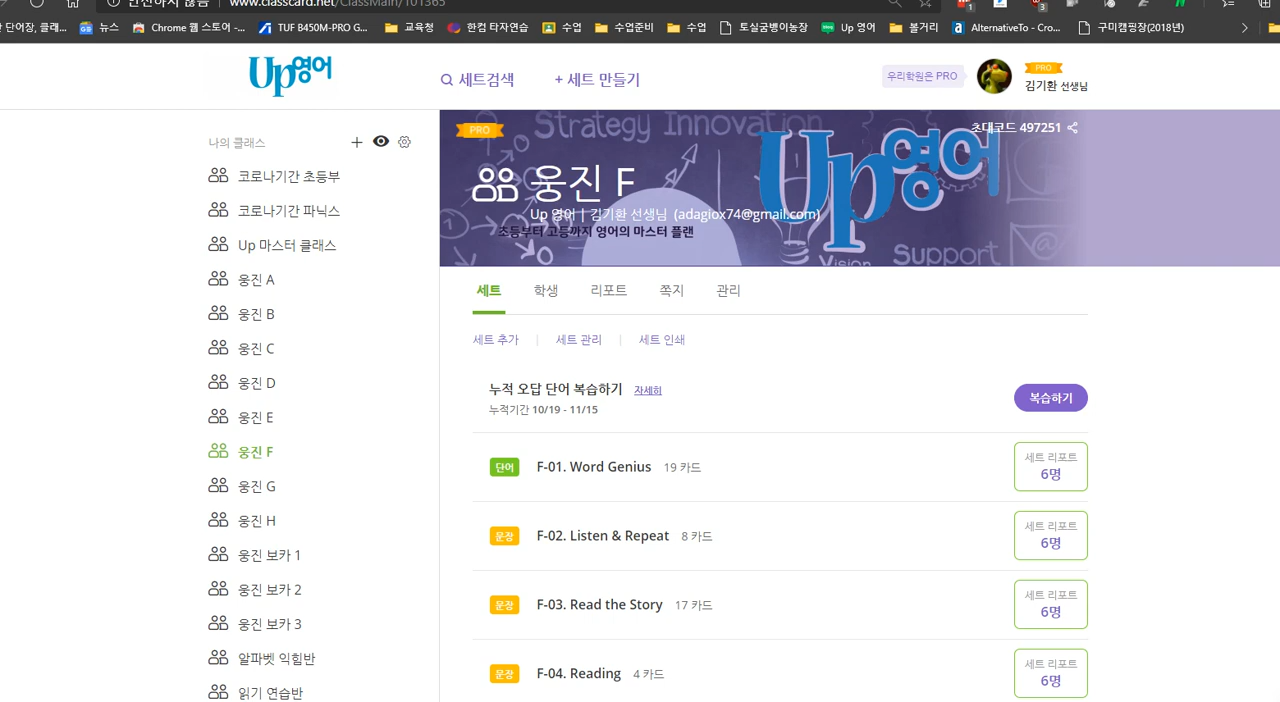 안전하지 않음 | www.classcard.net/ClassMain/101365
단어장, 클래... 뉴스 Chrome 웹 스토어 -... TUF B450M-PRO G... 교육청 한컴 타자연습 수업 수업준비 수업 토실굼벵이농장 Up 영어 볼거리 AlternativeTo - Cro... 구미캠핑장(2018년)
Up영어
세트검색
+ 세트 만들기
우리학원은 PRO
PRO
김기환 선생님
나의 클래스
코로나기간 초등부
코로나기간 파닉스
Up 마스터 클래스
웅진 A
웅진 B
웅진 C
웅진 D
웅진 E
웅진 F
웅진 G
웅진 H
웅진 보카 1
웅진 보카 2
웅진 보카 3
알파벳 익힘반
읽기 연습반
PRO
Strategy Innovation
초대코드 497251
웅진 F
Up영어
Up 영어 | 김기환 선생님 (adagiox74@gmail.com)
초등부터 고등까지 영어의 마스터 플랜
Vision
Support
세트 학생 리포트 쪽지 관리
세트 추가 | 세트 관리 | 세트 인쇄
누적 오답 단어 복습하기 자세히
누적기간 10/19 - 11/15
복습하기
단어 F-01. Word Genius 19 카드
세트 리포트
6명
문장 F-02. Listen & Repeat 8 카드
세트 리포트
6명
문장 F-03. Read the Story 17 카드
세트 리포트
6명
문장 F-04. Reading 4 카드
세트 리포트
6명